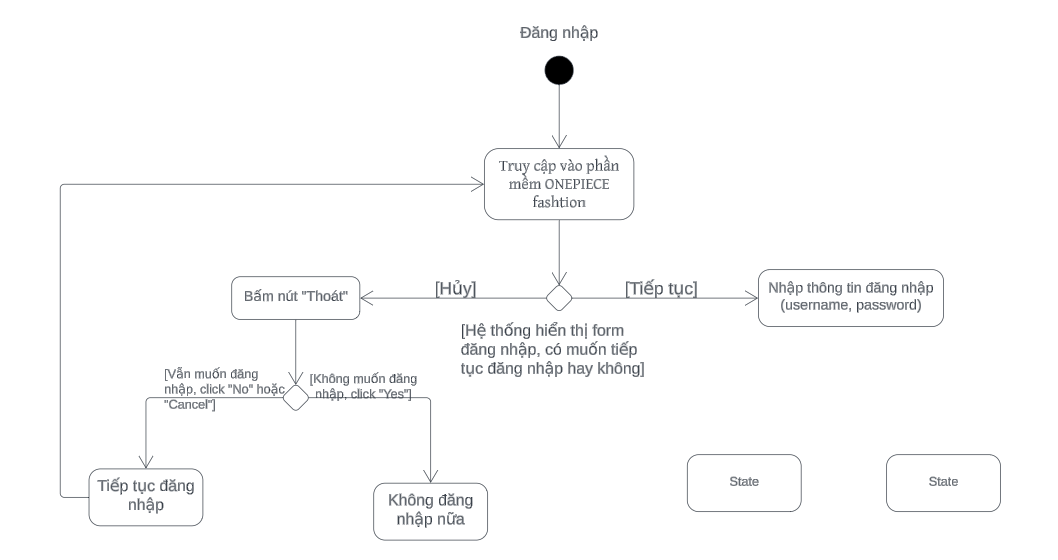 Đăng nhập
Truy cập vào phần
mềm ONEPIECE
fashtion
[Hủy]
[Tiếp tục]
Bấm nút "Thoát"
Nhập thông tin đăng nhập
(username, password)
[Hệ thống hiển thị form
đăng nhập, có muốn tiếp
tục đăng nhập hay không]
[Vẫn muốn đăng
nhập, click "No" hoặc
"Cancel"]
[Không muốn đăng
nhập, click "Yes"]
Tiếp tục đăng
nhập
Không đăng
nhập nữa
State
State